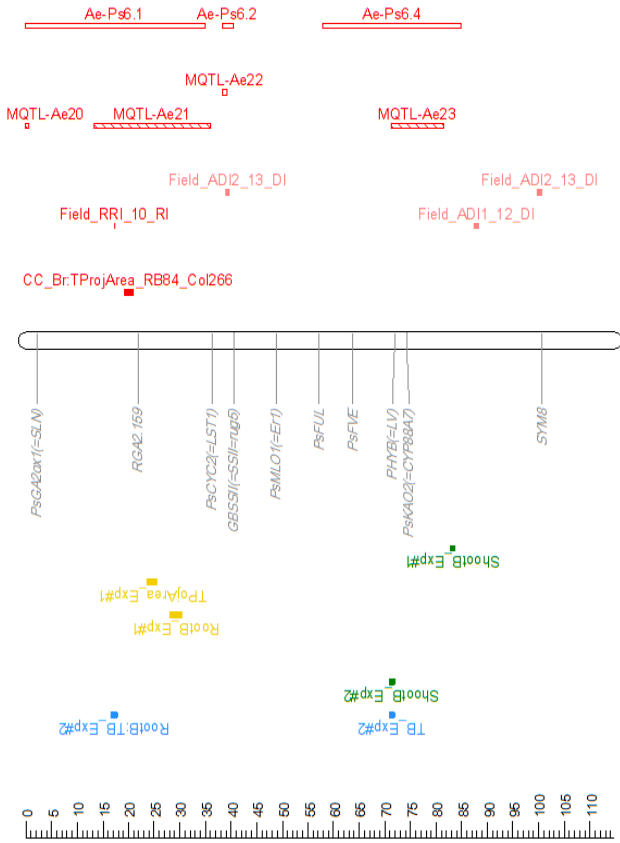 Ae-Ps6.1 Ae-Ps6.2 Ae-Ps6.4
MQTL-Ae22
MQTL-Ae20 MQTL-Ae21 MQTL-Ae23
Field_ADI2_13_DI Field_ADI2_13_DI
Field_RRI_10_RI Field_ADI1_12_DI
CC_Br:TProjArea_RB84_Col266
PsGA2ox1(=SLN)
RGA2.159
PsCYC2(=LST1)
GBSSII(=SSII=rug5)
PsMLO1(=Er1)
PsFUL
PsFVE
PHYB(=LV)
PsKAO2(=CYP88A7)
SYM8
ShootB_Exp#1
TPojArea_Exp#1
RootB_Exp#1
ShootB_Exp#2
RootB:TB_Exp#2 TB_Exp#2
0 5 10 15 20 25 30 35 40 45 50 55 60 65 70 75 80 85 90 95 100 105 110